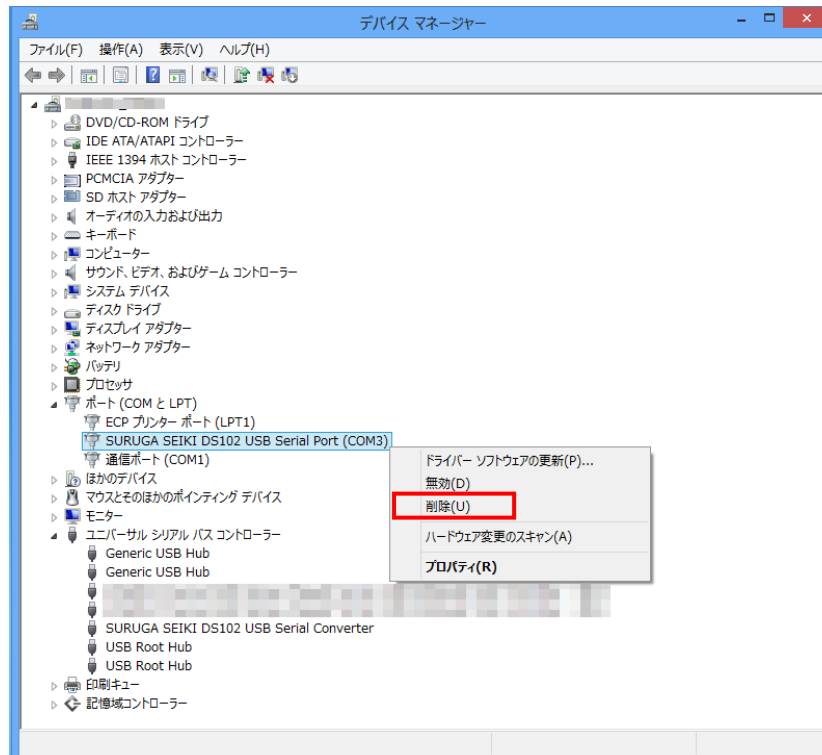 デバイス マネージャー
ファイル(F) 操作(A) 表示(V) ヘルプ(H)
DVD/CD-ROM ドライブ
IDE ATA/ATAPI コントローラー
IEEE 1394 ホスト コントローラー
PCMCIA アダプター
SD ホスト アダプター
オーディオの入力および出力
キーボード
コンピューター
サウンド、ビデオ、およびゲーム コントローラー
システム デバイス
ディスク ドライブ
ディスプレイ アダプター
ネットワーク アダプター
バッテリ
プロセッサ
ポート (COM と LPT)
ECP プリンター ポート (LPT1)
SURUGA SEIKI DS102 USB Serial Port (COM3)
通信ポート (COM1)
ほかのデバイス
マウスとそのほかのポインティング デバイス
モニター
ユニバーサル シリアル バス コントローラー
Generic USB Hub
Generic USB Hub
SURUGA SEIKI DS102 USB Serial Converter
USB Root Hub
USB Root Hub
印刷キュー
記憶域コントローラー
ドライバー ソフトウェアの更新(P)...
無効(D)
削除(U)
ハードウェア変更のスキャン(A)
プロパティ(R)